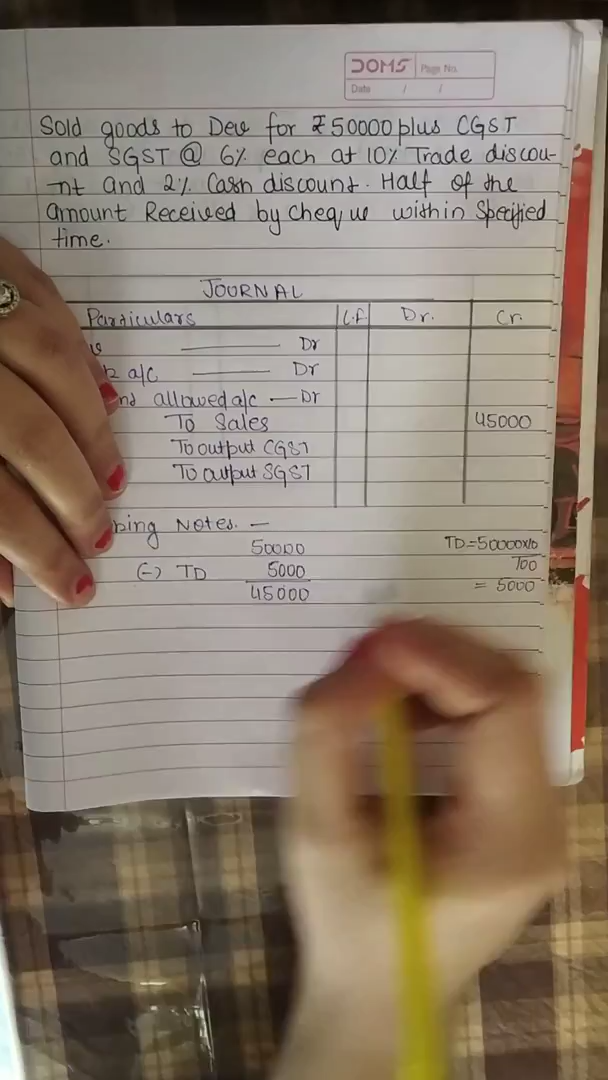 DOMS Page No.
Date / /
Sold goods to Dev for ₹50000 plus CGST
and SGST @ 6% each at 10% Trade discou-
nt and 2% Cash discount. Half of the
amount Received by cheque within Specified
time.
JOURNAL
Particulars L.F Dr. Cr.
Dr
a/c Dr
allowed a/c — Dr
To Sales 45000
To output CGST
To output SGST
Notes. —
50000 TD=50000x10
100
(-) TD 5000
45000 = 5000